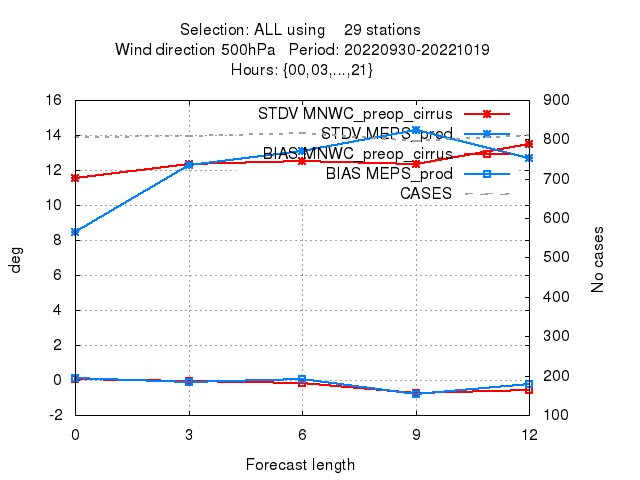 Selection: ALL using    29 stations
Wind direction 500hPa   Period: 20220930-20221019
Hours: {00,03,...,21}
STDV MNWC_preop_cirrus
STDV MEPS_prod
BIAS MNWC_preop_cirrus
BIAS MEPS_prod
CASES
16
14
12
10
8
6
4
2
0
-2
deg
900
800
700
600
500
400
300
200
100
No cases
0 3 6 9 12
Forecast length